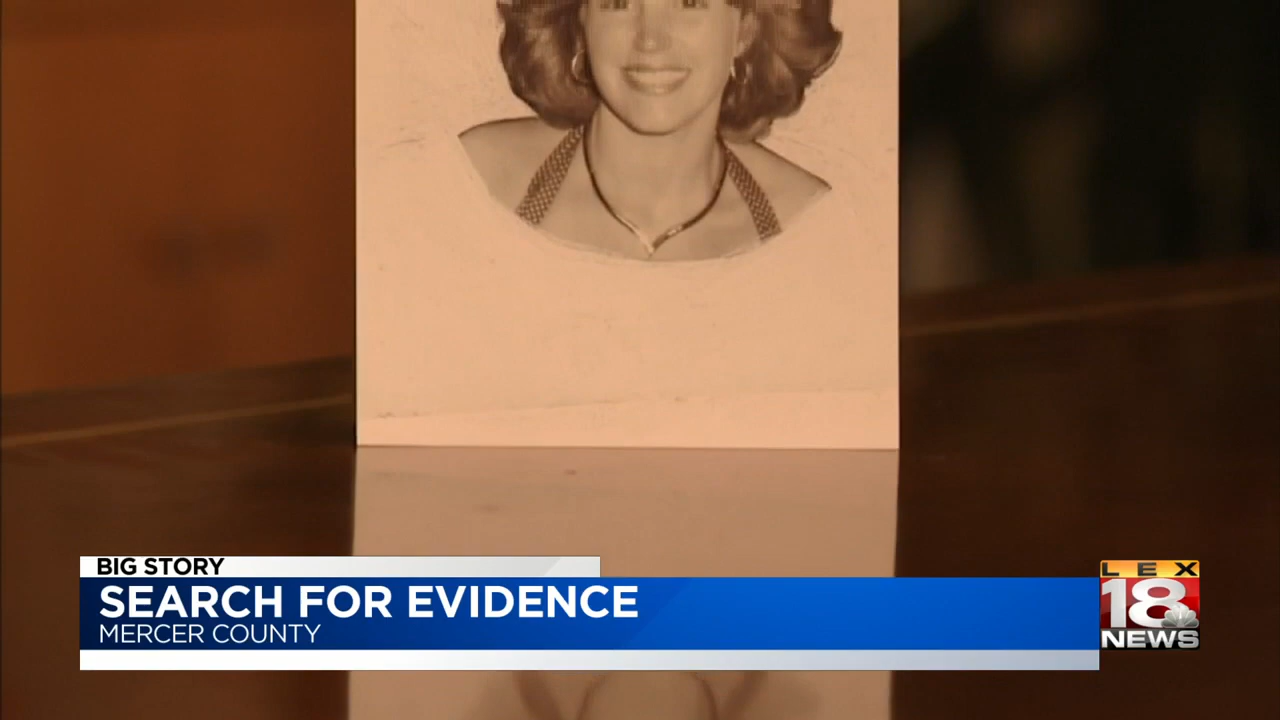 BIG STORY
SEARCH FOR EVIDENCE
MERCER COUNTY
LEX
18
NEWS